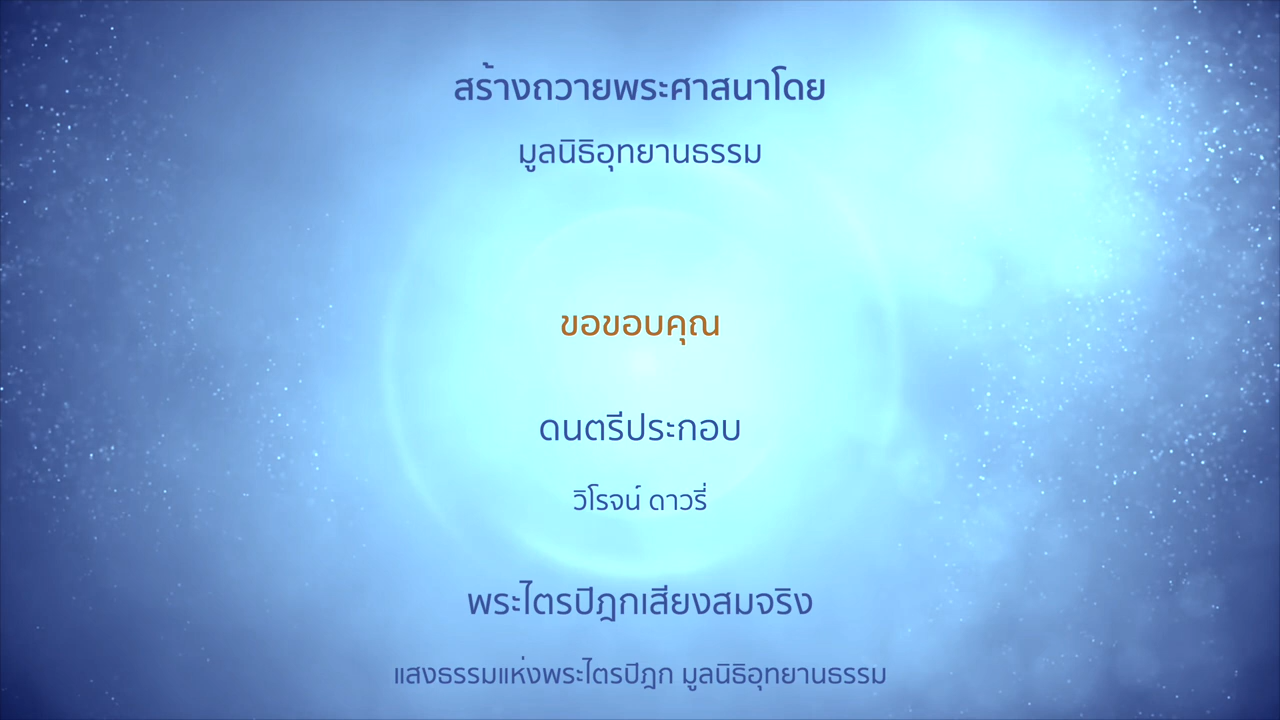 สร้างถวายพระศาสนาโดย
มูลนิธิอุทยานธรรม
ขอขอบคุณ
ดนตรีประกอบ
วิโรจน์ ดาวรี่
พระไตรปิฎกเสียงสมจริง
แสงธรรมแห่งพระไตรปิฎก มูลนิธิอุทยานธรรม